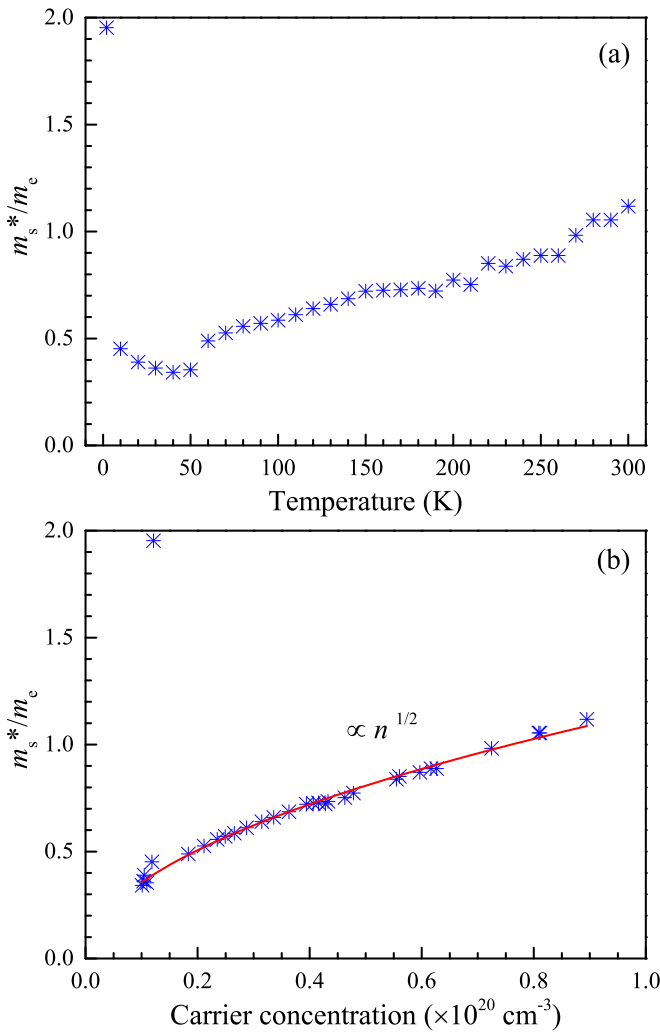 2.0
(a)
1.5
1.0
0.5
0.0
m_s*/m_e
0 50 100 150 200 250 300
Temperature (K)
2.0
(b)
1.5
∝ n^{1/2}
1.0
0.5
0.0
m_s*/m_e
0.0 0.2 0.4 0.6 0.8 1.0
Carrier concentration (×10^{20} cm^{-3})